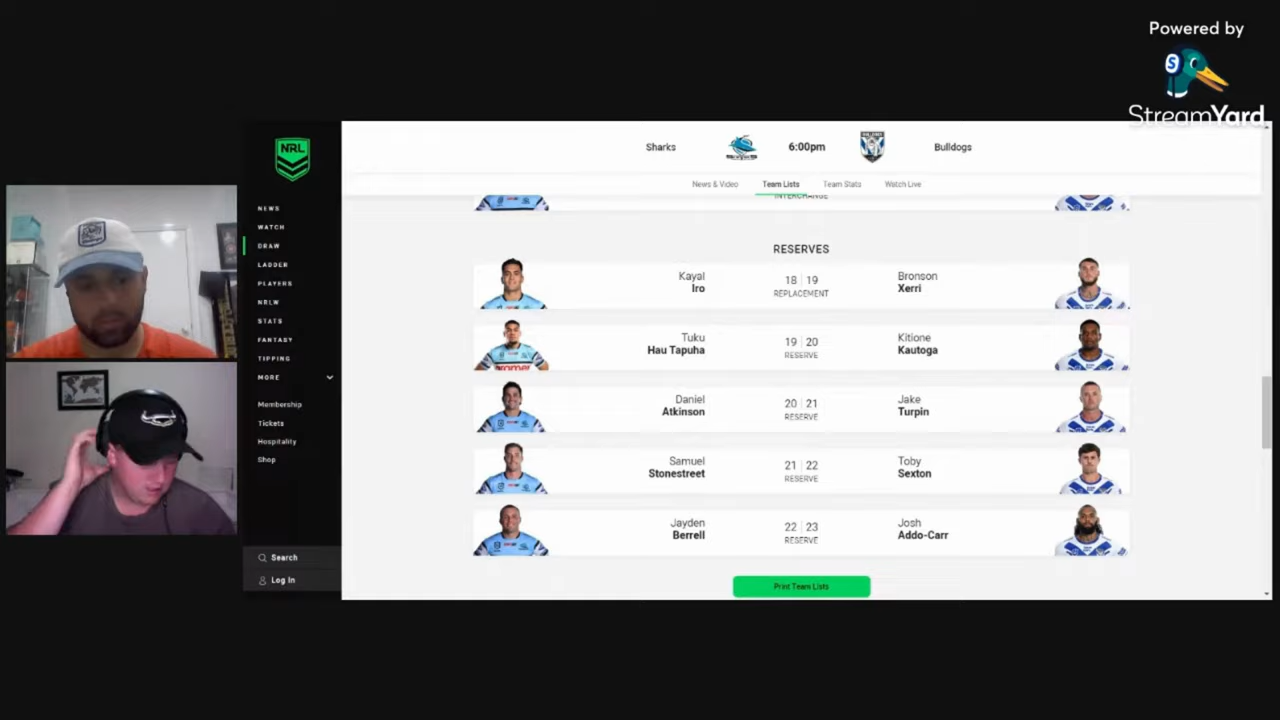 Powered by
StreamYard
NRL
NEWS
WATCH
DRAW
LADDER
PLAYERS
NRLW
STATS
FANTASY
TIPPING
MORE
Membership
Tickets
Hospitality
Shop
Search
Log In
Sharks 6:00pm Bulldogs
News & Video Team Lists Team Stats Watch Live
INTERCHANGE
RESERVES
Kayal Iro 18 19 REPLACEMENT Bronson Xerri
Tuku Hau Tapuha 19 20 RESERVE Kitione Kautoga
Daniel Atkinson 20 21 RESERVE Jake Turpin
Samuel Stonestreet 21 22 RESERVE Toby Sexton
Jayden Berrell 22 23 RESERVE Josh Addo-Carr
Print Team Lists